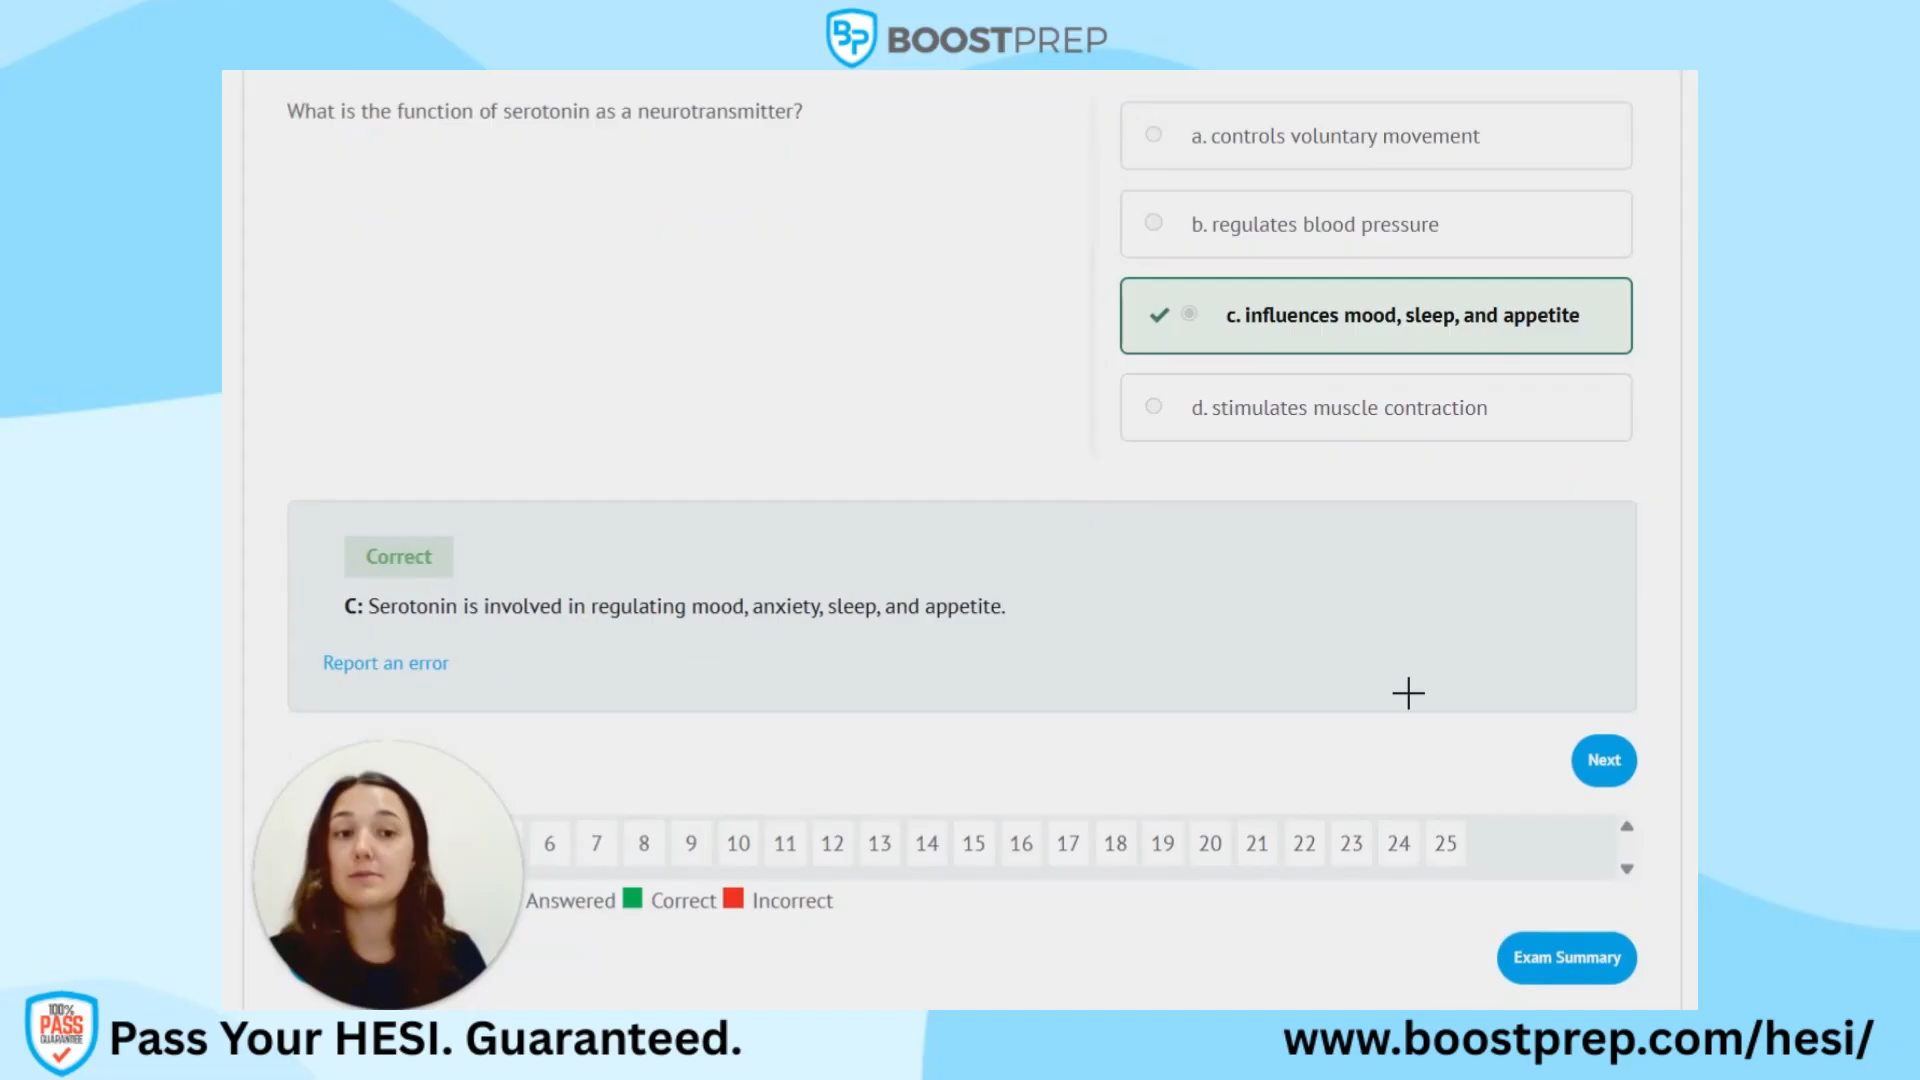 BP BOOSTPREP
What is the function of serotonin as a neurotransmitter?
a. controls voluntary movement
b. regulates blood pressure
c. influences mood, sleep, and appetite
d. stimulates muscle contraction
Correct
C: Serotonin is involved in regulating mood, anxiety, sleep, and appetite.
Report an error
Next
6 7 8 9 10 11 12 13 14 15 16 17 18 19 20 21 22 23 24 25
Answered Correct Incorrect
Exam Summary
100%
PASS
GUARANTEE
Pass Your HESI. Guaranteed.
www.boostprep.com/hesi/